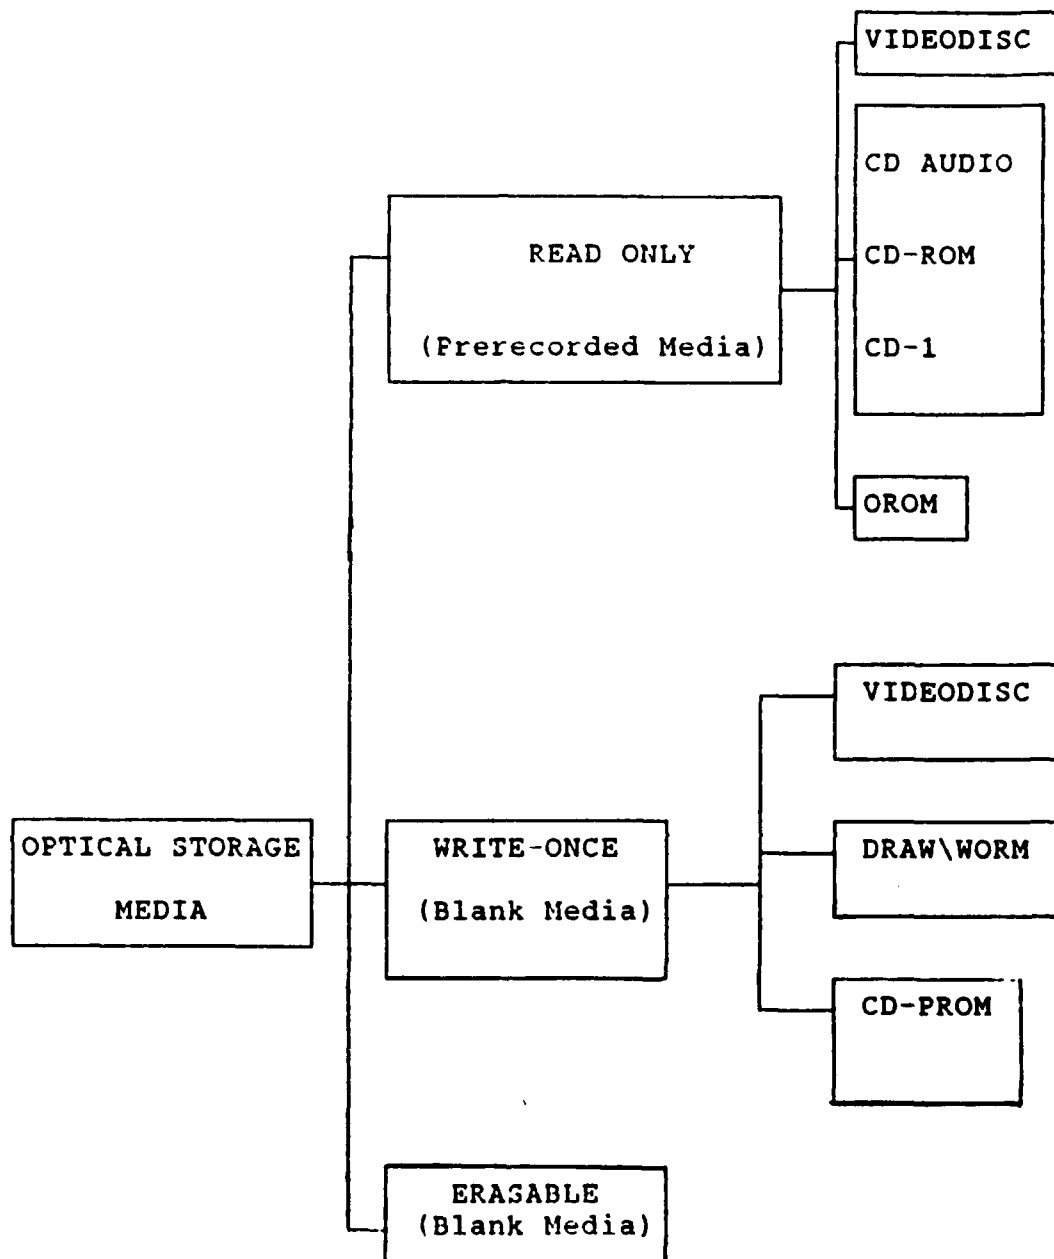 VIDEODISC
CD AUDIO
CD-ROM
CD-1
READ ONLY
(Prerecorded Media)
OROM
VIDEODISC
DRAW\WORM
CD-PROM
OPTICAL STORAGE
MEDIA
WRITE-ONCE
(Blank Media)
ERASABLE
(Blank Media)